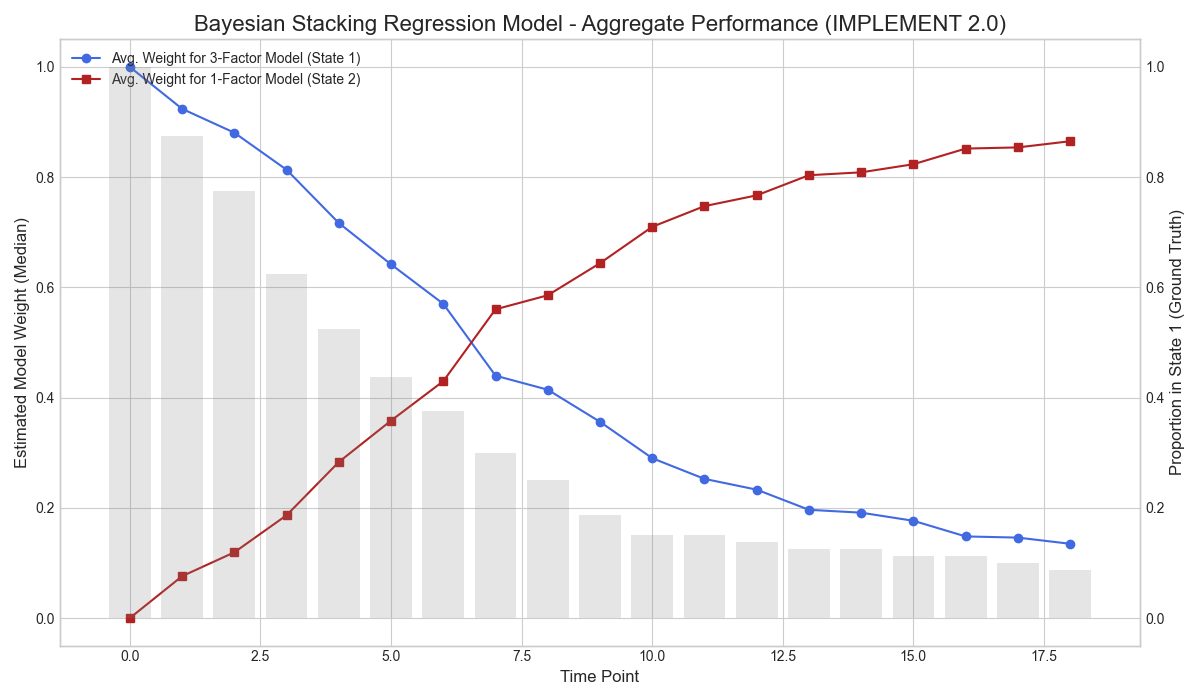 Bayesian Stacking Regression Model - Aggregate Performance (IMPLEMENT 2.0)
Avg. Weight for 3-Factor Model (State 1)
Avg. Weight for 1-Factor Model (State 2)
Estimated Model Weight (Median)
1.0
0.8
0.6
0.4
0.2
0.0
1.0
0.8
0.6
0.4
0.2
0.0
Proportion in State 1 (Ground Truth)
0.0 2.5 5.0 7.5 10.0 12.5 15.0 17.5
Time Point